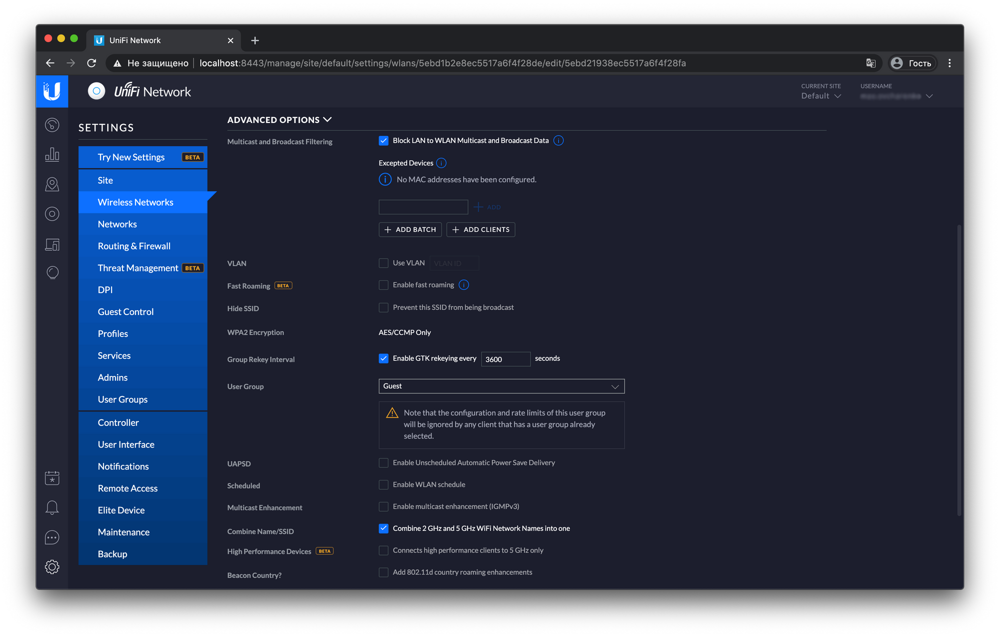 UniFi Network
Не защищено
localhost:8443/manage/site/default/settings/wlans/5ebd1b2e8ec5517a6f4f28de/edit/5ebd21938ec5517a6f4f28fa
Гость
UniFi Network
CURRENT SITE
Default
USERNAME
SETTINGS
Try New Settings BETA
Site
Wireless Networks
Networks
Routing & Firewall
Threat Management BETA
DPI
Guest Control
Profiles
Services
Admins
User Groups
Controller
User Interface
Notifications
Remote Access
Elite Device
Maintenance
Backup
ADVANCED OPTIONS
Multicast and Broadcast Filtering
Block LAN to WLAN Multicast and Broadcast Data
Excepted Devices
No MAC addresses have been configured.
ADD
ADD BATCH
ADD CLIENTS
VLAN
Use VLAN
VLAN ID
Fast Roaming BETA
Enable fast roaming
Hide SSID
Prevent this SSID from being broadcast
WPA2 Encryption
AES/CCMP Only
Group Rekey Interval
Enable GTK rekeying every 3600 seconds
User Group
Guest
Note that the configuration and rate limits of this user group
will be ignored by any client that has a user group already
selected.
UAPSD
Enable Unscheduled Automatic Power Save Delivery
Scheduled
Enable WLAN schedule
Multicast Enhancement
Enable multicast enhancement (IGMPv3)
Combine Name/SSID
Combine 2 GHz and 5 GHz WiFi Network Names into one
High Performance Devices BETA
Connects high performance clients to 5 GHz only
Beacon Country?
Add 802.11d country roaming enhancements